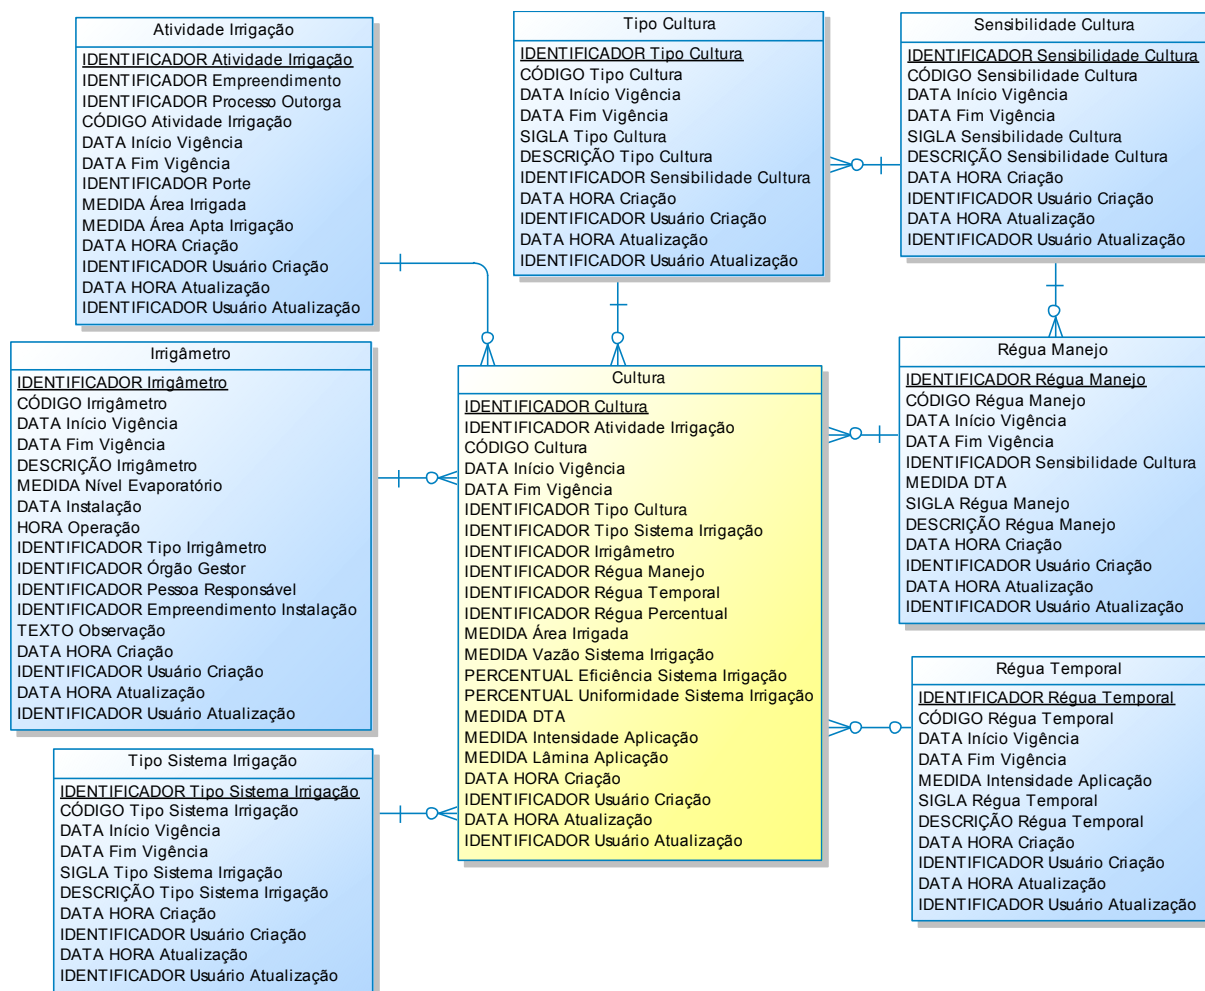 Atividade Irrigação
IDENTIFICADOR Atividade Irrigação
IDENTIFICADOR Empreendimento
IDENTIFICADOR Processo Outorga
CÓDIGO Atividade Irrigação
DATA Início Vigência
DATA Fim Vigência
IDENTIFICADOR Porte
MEDIDA Área Irrigada
MEDIDA Área Apta Irrigação
DATA HORA Criação
IDENTIFICADOR Usuário Criação
DATA HORA Atualização
IDENTIFICADOR Usuário Atualização
Tipo Cultura
IDENTIFICADOR Tipo Cultura
CÓDIGO Tipo Cultura
DATA Início Vigência
DATA Fim Vigência
SIGLA Tipo Cultura
DESCRIÇÃO Tipo Cultura
IDENTIFICADOR Sensibilidade Cultura
DATA HORA Criação
IDENTIFICADOR Usuário Criação
DATA HORA Atualização
IDENTIFICADOR Usuário Atualização
Sensibilidade Cultura
IDENTIFICADOR Sensibilidade Cultura
CÓDIGO Sensibilidade Cultura
DATA Início Vigência
DATA Fim Vigência
SIGLA Sensibilidade Cultura
DESCRIÇÃO Sensibilidade Cultura
DATA HORA Criação
IDENTIFICADOR Usuário Criação
DATA HORA Atualização
IDENTIFICADOR Usuário Atualização
Irrigâmetro
IDENTIFICADOR Irrigâmetro
CÓDIGO Irrigâmetro
DATA Início Vigência
DATA Fim Vigência
DESCRIÇÃO Irrigâmetro
MEDIDA Nível Evaporatório
DATA Instalação
HORA Operação
IDENTIFICADOR Tipo Irrigâmetro
IDENTIFICADOR Órgão Gestor
IDENTIFICADOR Pessoa Responsável
IDENTIFICADOR Empreendimento Instalação
TEXTO Observação
DATA HORA Criação
IDENTIFICADOR Usuário Criação
DATA HORA Atualização
IDENTIFICADOR Usuário Atualização
Cultura
IDENTIFICADOR Cultura
IDENTIFICADOR Atividade Irrigação
CÓDIGO Cultura
DATA Início Vigência
DATA Fim Vigência
IDENTIFICADOR Tipo Cultura
IDENTIFICADOR Tipo Sistema Irrigação
IDENTIFICADOR Irrigâmetro
IDENTIFICADOR Régua Manejo
IDENTIFICADOR Régua Temporal
IDENTIFICADOR Régua Percentual
MEDIDA Área Irrigada
MEDIDA Vazão Sistema Irrigação
PERCENTUAL Eficiência Sistema Irrigação
PERCENTUAL Uniformidade Sistema Irrigação
MEDIDA DTA
MEDIDA Intensidade Aplicação
MEDIDA Lâmina Aplicação
DATA HORA Criação
IDENTIFICADOR Usuário Criação
DATA HORA Atualização
IDENTIFICADOR Usuário Atualização
Régua Manejo
IDENTIFICADOR Régua Manejo
CÓDIGO Régua Manejo
DATA Início Vigência
DATA Fim Vigência
IDENTIFICADOR Sensibilidade Cultura
MEDIDA DTA
SIGLA Régua Manejo
DESCRIÇÃO Régua Manejo
DATA HORA Criação
IDENTIFICADOR Usuário Criação
DATA HORA Atualização
IDENTIFICADOR Usuário Atualização
Régua Temporal
IDENTIFICADOR Régua Temporal
CÓDIGO Régua Temporal
DATA Início Vigência
DATA Fim Vigência
MEDIDA Intensidade Aplicação
SIGLA Régua Temporal
DESCRIÇÃO Régua Temporal
DATA HORA Criação
IDENTIFICADOR Usuário Criação
DATA HORA Atualização
IDENTIFICADOR Usuário Atualização
Tipo Sistema Irrigação
IDENTIFICADOR Tipo Sistema Irrigação
CÓDIGO Tipo Sistema Irrigação
DATA Início Vigência
DATA Fim Vigência
SIGLA Tipo Sistema Irrigação
DESCRIÇÃO Tipo Sistema Irrigação
DATA HORA Criação
IDENTIFICADOR Usuário Criação
DATA HORA Atualização
IDENTIFICADOR Usuário Atualização